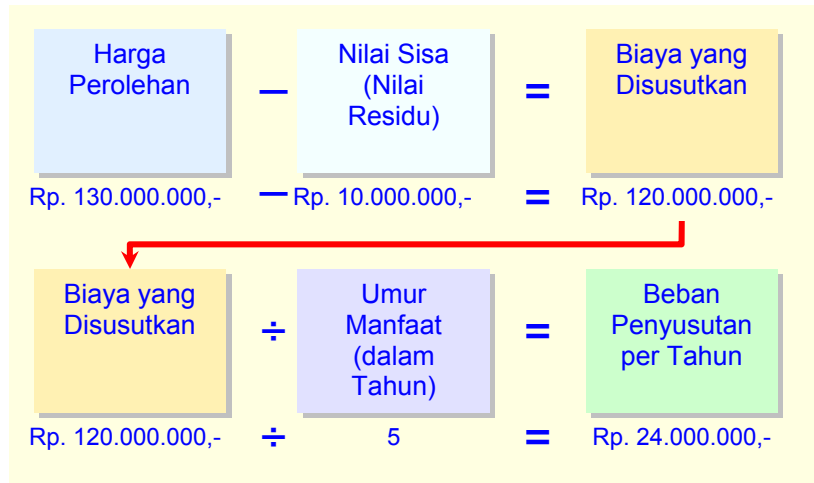 Harga
Perolehan
–
Nilai Sisa
(Nilai
Residu)
=
Biaya yang
Disusutkan
Rp. 130.000.000,- – Rp. 10.000.000,- = Rp. 120.000.000,-
Biaya yang
Disusutkan
÷
Umur
Manfaat
(dalam
Tahun)
=
Beban
Penyusutan
per Tahun
Rp. 120.000.000,- ÷ 5 = Rp. 24.000.000,-